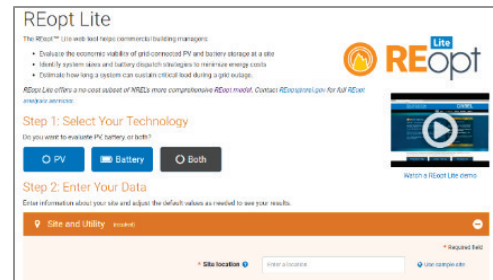 REopt Lite
The REopt™ Lite web tool helps commercial building managers:
• Evaluate the economic viability of grid-connected PV and battery storage at a site
• Identify system sizes and battery dispatch strategies to minimize energy costs
• Estimate how long a system can sustain critical load during a grid outage.
REopt Lite offers a no-cost subset of NREL's more comprehensive REopt model. Contact REopt@nrel.gov for full REopt
analysis services.
Lite
REopt
Watch a REopt Lite demo
Step 1: Select Your Technology
Do you want to evaluate PV, battery, or both?
PV
Battery
Both
Step 2: Enter Your Data
Enter information about your site and adjust the default values as needed to see your results.
Site and Utility (required)
* Required field
* Site location
Enter a location
Use sample site